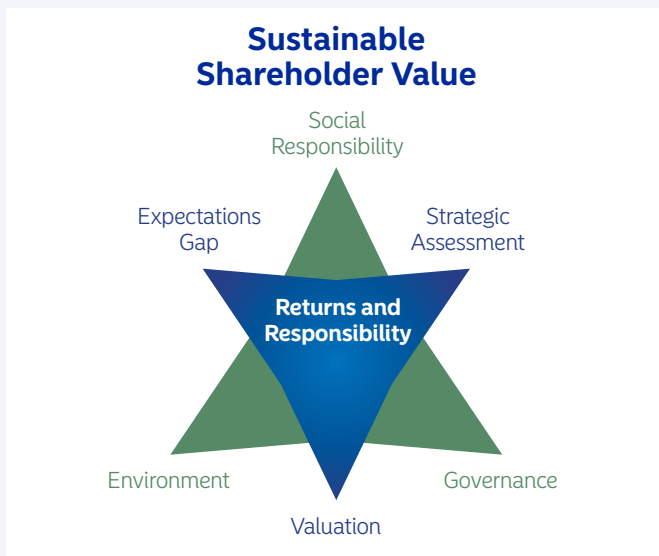 Sustainable
Shareholder Value
Social
Responsibility
Expectations
Gap
Strategic
Assessment
Returns and
Responsibility
Environment
Governance
Valuation